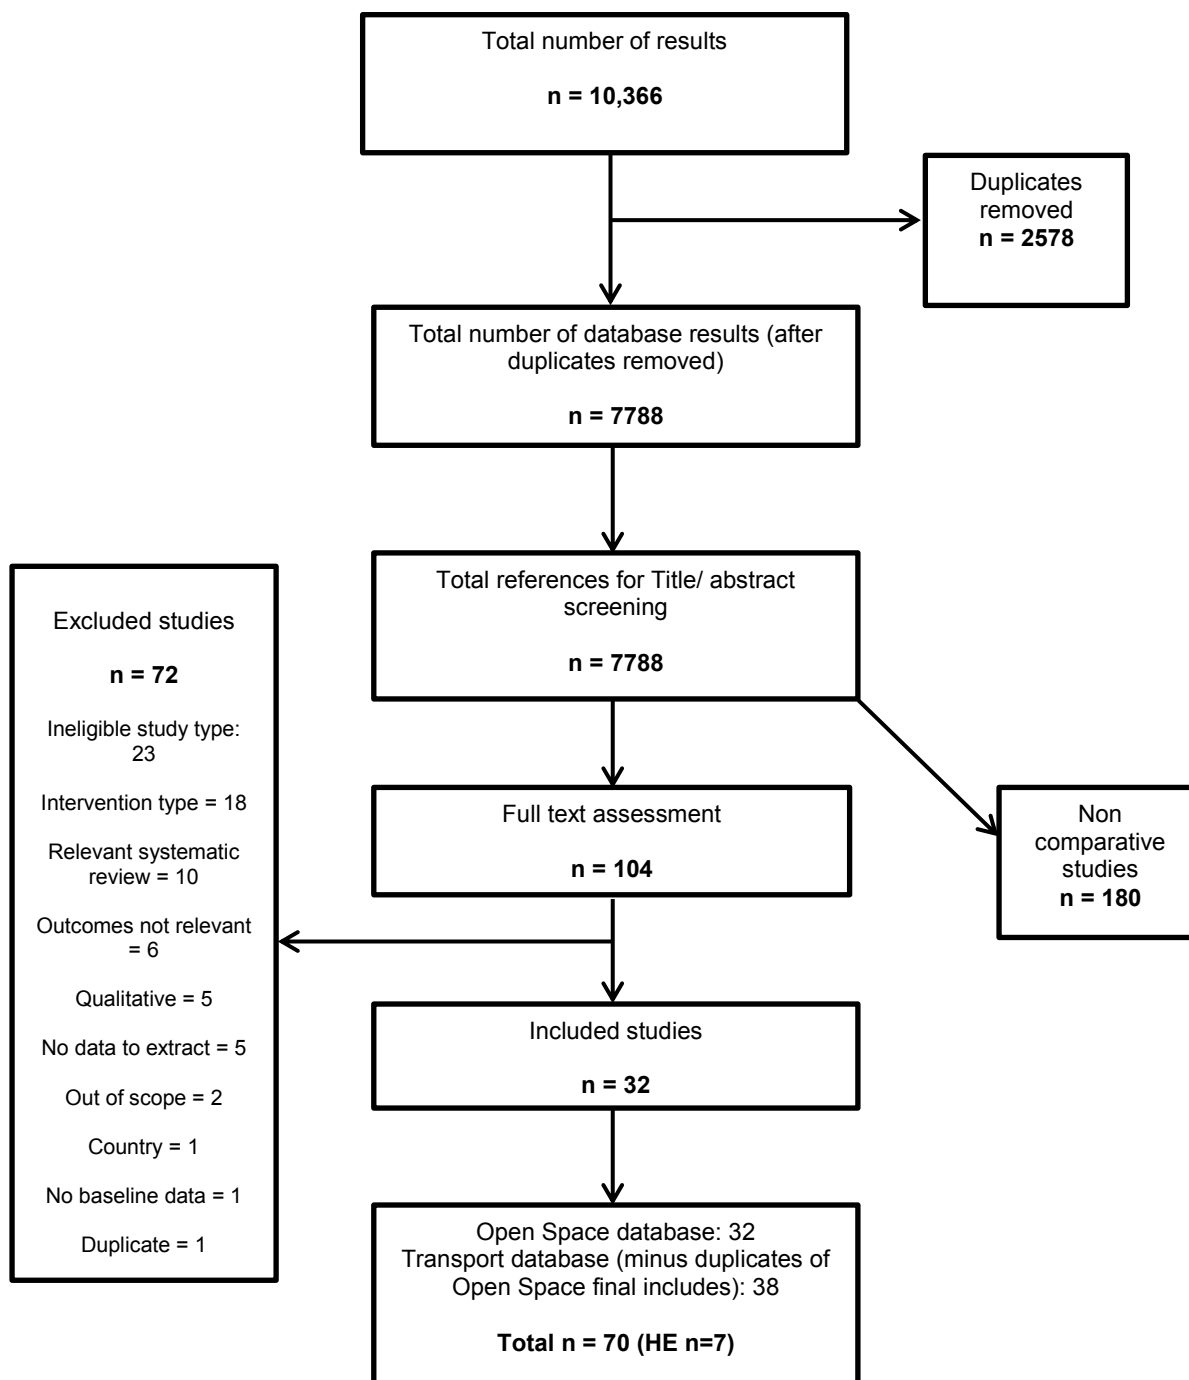 Total number of results
n = 10,366
Duplicates
removed
n = 2578
Total number of database results (after
duplicates removed)
n = 7788
Total references for Title/ abstract
screening
n = 7788
Excluded studies
n = 72
Ineligible study type:
23
Intervention type = 18
Relevant systematic
review = 10
Outcomes not relevant
= 6
Qualitative = 5
No data to extract = 5
Out of scope = 2
Country = 1
No baseline data = 1
Duplicate = 1
Full text assessment
n = 104
Non
comparative
studies
n = 180
Included studies
n = 32
Open Space database: 32
Transport database (minus duplicates of
Open Space final includes): 38
Total n = 70 (HE n=7)